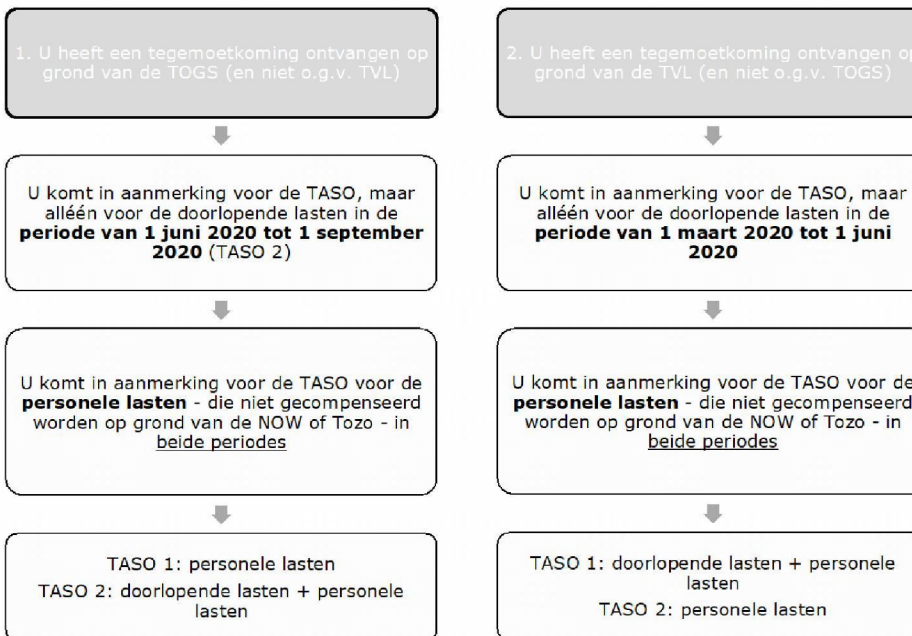 1. U heeft een tegemoetkoming ontvangen op
grond van de TOGS (en niet o.g.v. TVL)
U komt in aanmerking voor de TASO, maar
alléén voor de doorlopende lasten in de
periode van 1 juni 2020 tot 1 september
2020 (TASO 2)
U komt in aanmerking voor de TASO voor de
personele lasten - die niet gecompenseerd
worden op grond van de NOW of Tozo - in
beide periodes
TASO 1: personele lasten
TASO 2: doorlopende lasten + personele
lasten
2. U heeft een tegemoetkoming ontvangen op
grond van de TVL (en niet o.g.v. TOGS)
U komt in aanmerking voor de TASO, maar
alléén voor de doorlopende lasten in de
periode van 1 maart 2020 tot 1 juni
2020
U komt in aanmerking voor de TASO voor de
personele lasten - die niet gecompenseerd
worden op grond van de NOW of Tozo - in
beide periodes
TASO 1: doorlopende lasten + personele
lasten
TASO 2: personele lasten